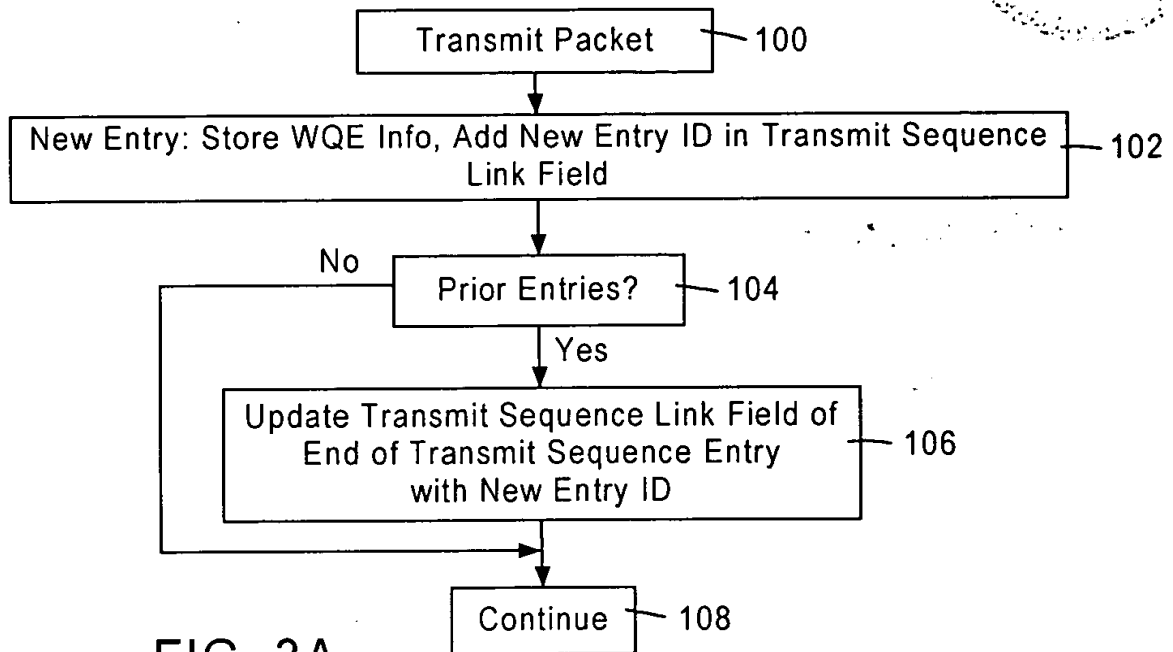 Transmit Packet
100
New Entry: Store WQE Info, Add New Entry ID in Transmit Sequence
Link Field
102
No
Prior Entries?
104
Yes
Update Transmit Sequence Link Field of
End of Transmit Sequence Entry
with New Entry ID
106
Continue
108